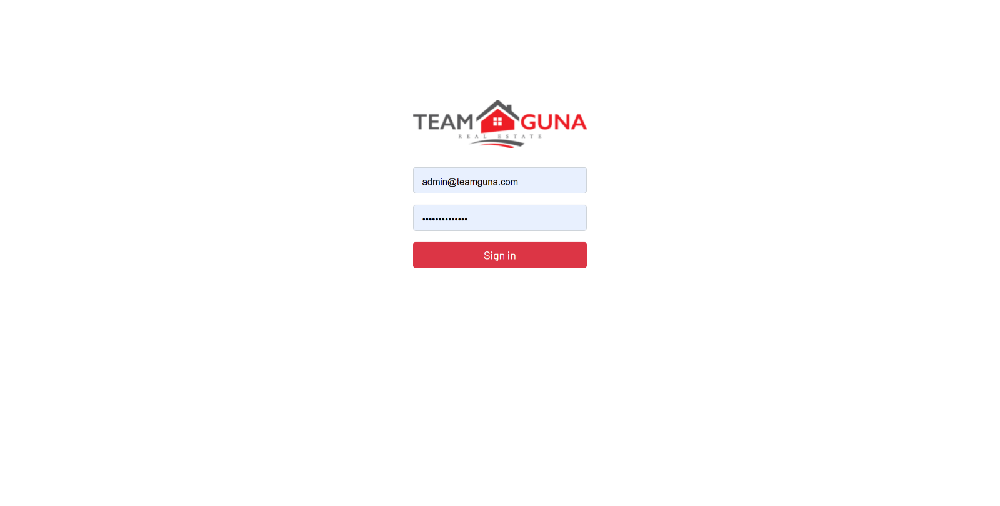 TEAM GUNA
REAL ESTATE
admin@teamguna.com
••••••••••••••
Sign in